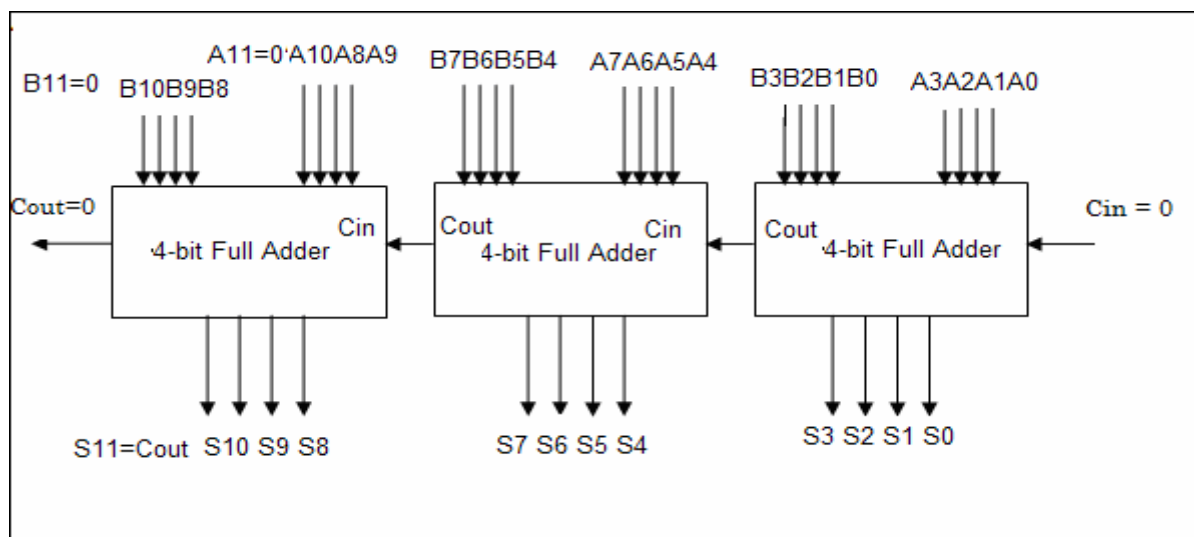 B11=0 B10B9B8
A11=0'A10A8A9
B7B6B5B4
A7A6A5A4
B3B2B1B0
A3A2A1A0
Cout=0
Cin
4-bit Full Adder
Cout
Cin
4-bit Full Adder
Cout
4-bit Full Adder
Cin = 0
S11=Cout S10 S9 S8
S7 S6 S5 S4
S3 S2 S1 S0